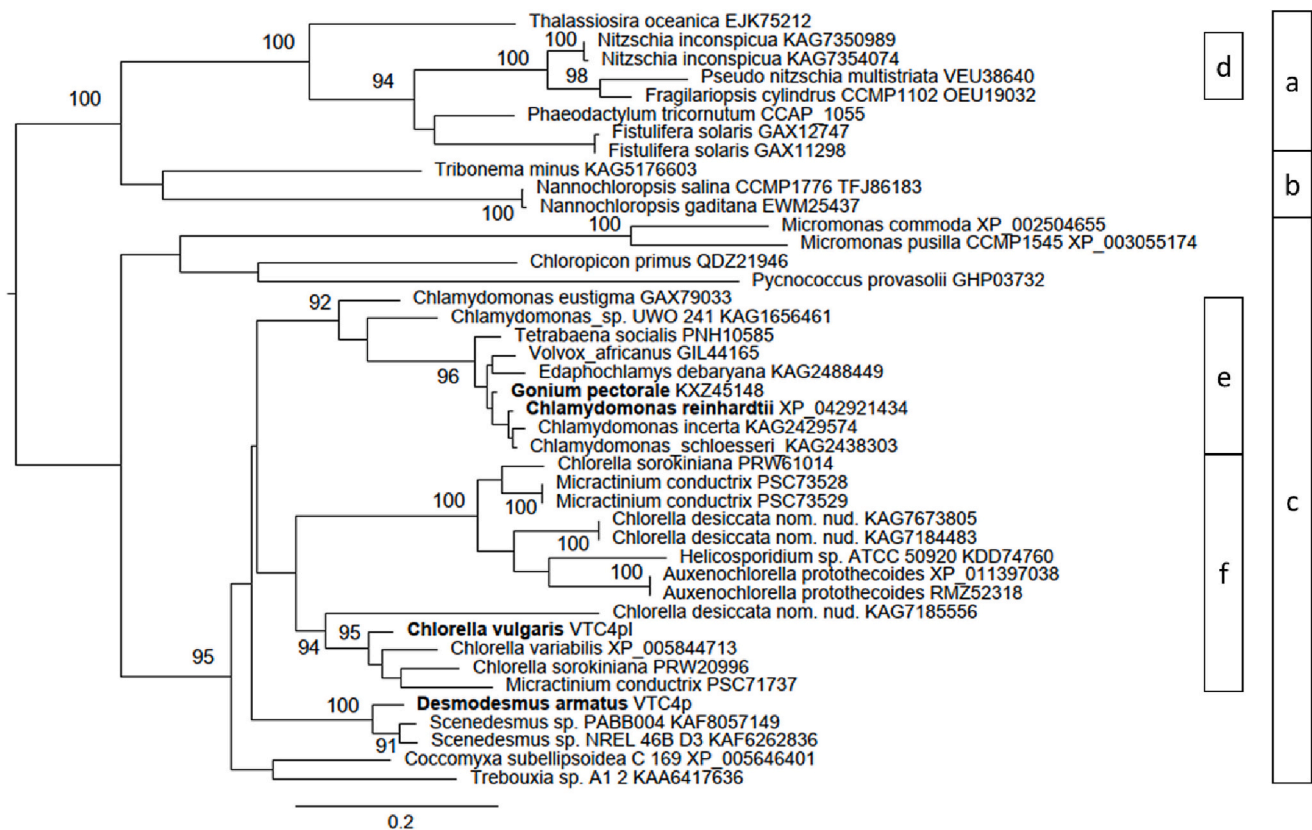 Thalassiosira oceanica EJK75212
100
100
Nitzschia inconspicua KAG7350989
Nitzschia inconspicua KAG7354074
100
d
a
94
98
Pseudo nitzschia multistriata VEU38640
Fragilariopsis cylindrus CCMP1102 OEU19032
100
Phaeodactylum tricornutum CCAP_1055
Fistulifera solaris GAX12747
Fistulifera solaris GAX11298
Tribonema minus KAG5176603
b
Nannochloropsis salina CCMP1776 TFJ86183
100
Nannochloropsis gaditana EWM25437
100
Micromonas commoda XP_002504655
Micromonas pusilla CCMP1545 XP_003055174
Chloropicon primus QDZ21946
Pycnococcus provasolii GHP03732
92
Chlamydomonas eustigma GAX79033
Chlamydomonas_sp. UWO 241 KAG1656461
Tetrabaena socialis PNH10585
Volvox_africanus GIL44165
e
96
Edaphochlamys debaryana KAG2488449
Gonium pectorale KXZ45148
Chlamydomonas reinhardtii XP_042921434
Chlamydomonas incerta KAG2429574
Chlamydomonas_schloesseri_KAG2438303
Chlorella sorokiniana PRW61014
Micractinium conductrix PSC73528
100
100
Micractinium conductrix PSC73529
c
Chlorella desiccata nom. nud. KAG7673805
100
Chlorella desiccata nom. nud. KAG7184483
Helicosporidium sp. ATCC 50920 KDD74760
f
100
Auxenochlorella protothecoides XP_011397038
Auxenochlorella protothecoides RMZ52318
Chlorella desiccata nom. nud. KAG7185556
95
Chlorella vulgaris VTC4pl
94
Chlorella variabilis XP_005844713
95
Chlorella sorokiniana PRW20996
Micractinium conductrix PSC71737
100
Desmodesmus armatus VTC4p
Scenedesmus sp. PABB004 KAF8057149
91
Scenedesmus sp. NREL 46B D3 KAF6262836
Coccomyxa subellipsoidea C 169 XP_005646401
Trebouxia sp. A1 2 KAA6417636
0.2